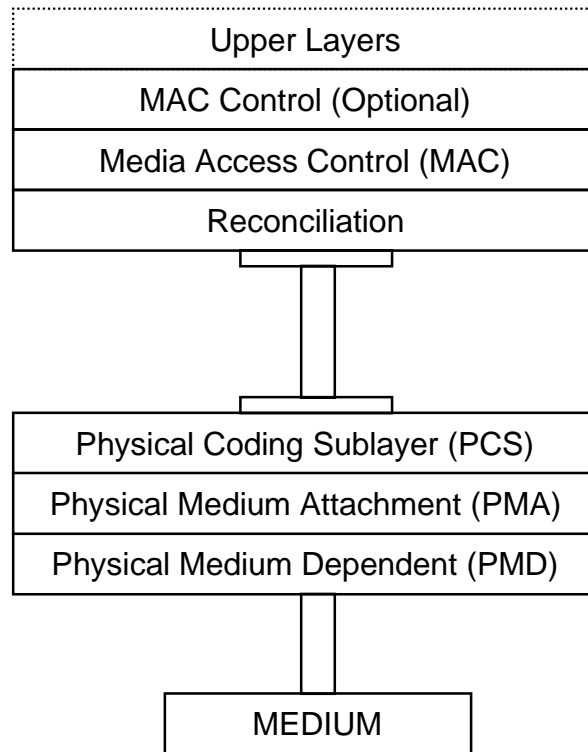 Upper Layers
MAC Control (Optional)
Media Access Control (MAC)
Reconciliation
Physical Coding Sublayer (PCS)
Physical Medium Attachment (PMA)
Physical Medium Dependent (PMD)
MEDIUM